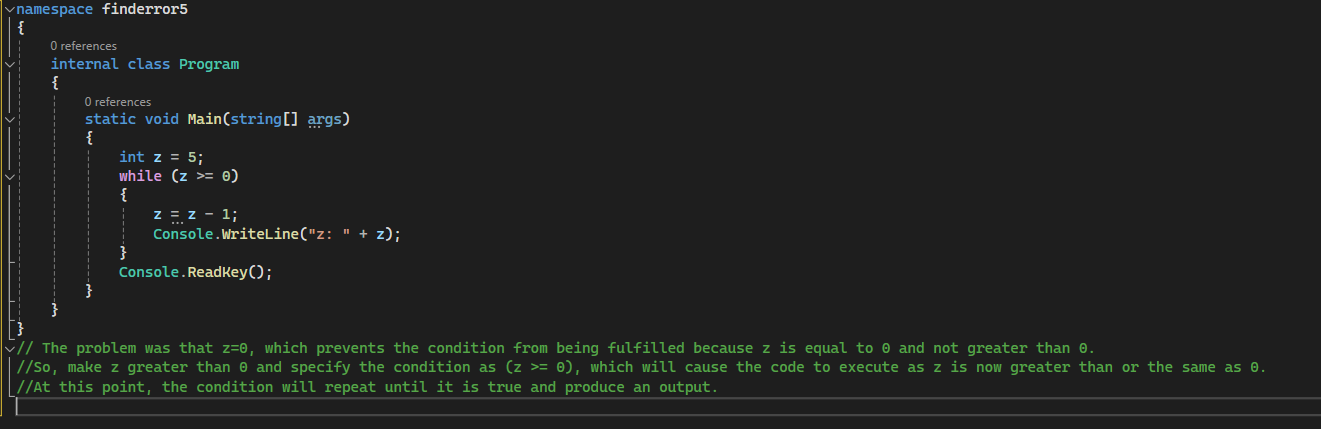 namespace finderror5
{
0 references
internal class Program
{
0 references
static void Main(string[] args)
{
int z = 5;
while (z >= 0)
{
z = z - 1;
Console.WriteLine("z: " + z);
}
Console.ReadKey();
}
}
}
// The problem was that z=0, which prevents the condition from being fulfilled because z is equal to 0 and not greater than 0.
//So, make z greater than 0 and specify the condition as (z >= 0), which will cause the code to execute as z is now greater than or the same as 0.
//At this point, the condition will repeat until it is true and produce an output.